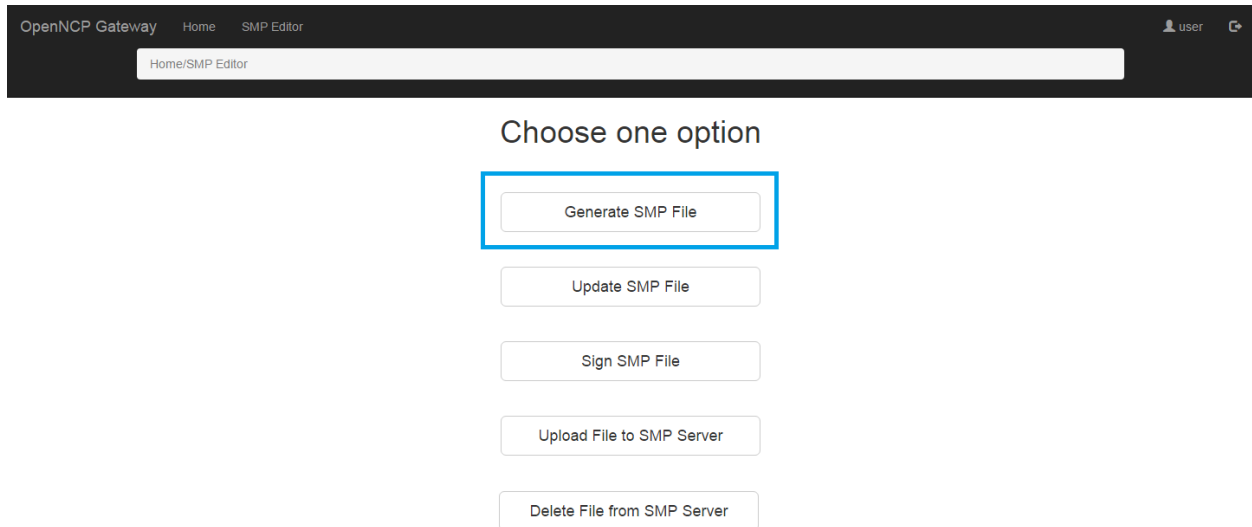 OpenNCP Gateway Home SMP Editor user
Home/SMP Editor
Choose one option
Generate SMP File
Update SMP File
Sign SMP File
Upload File to SMP Server
Delete File from SMP Server